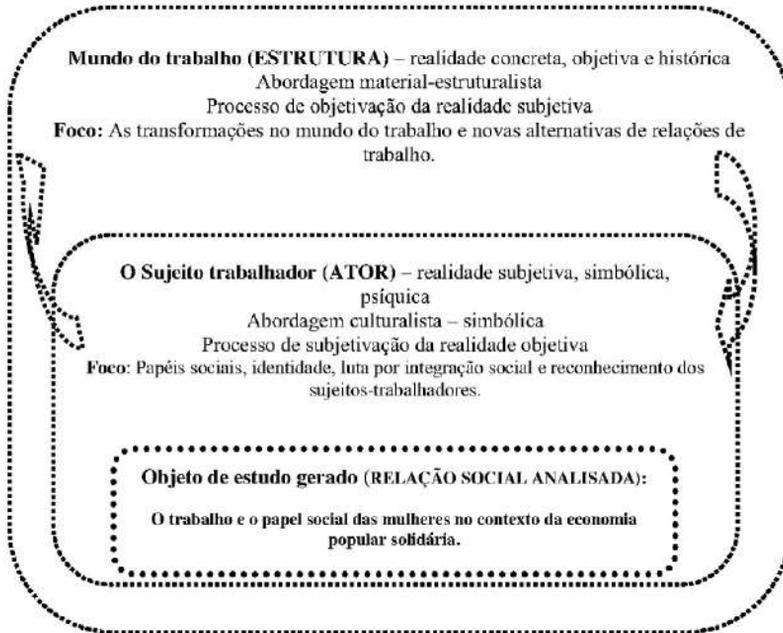 Mundo do trabalho (ESTRUTURA) – realidade concreta, objetiva e histórica
Abordagem material-estruturalista
Processo de objetivação da realidade subjetiva
Foco: As transformações no mundo do trabalho e novas alternativas de relações de
trabalho.
O Sujeito trabalhador (ATOR) – realidade subjetiva, simbólica,
psíquica
Abordagem culturalista – simbólica
Processo de subjetivação da realidade objetiva
Foco: Papéis sociais, identidade, luta por integração social e reconhecimento dos
sujeitos-trabalhadores.
Objeto de estudo gerado (RELAÇÃO SOCIAL ANALISADA):
O trabalho e o papel social das mulheres no contexto da economia
popular solidária.